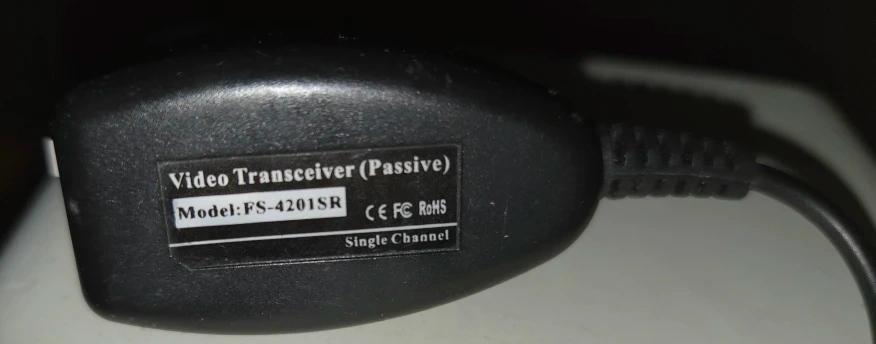 Video Transceiver (Passive)
Model:FS-4201SR CE FC RoHS
Single Channel